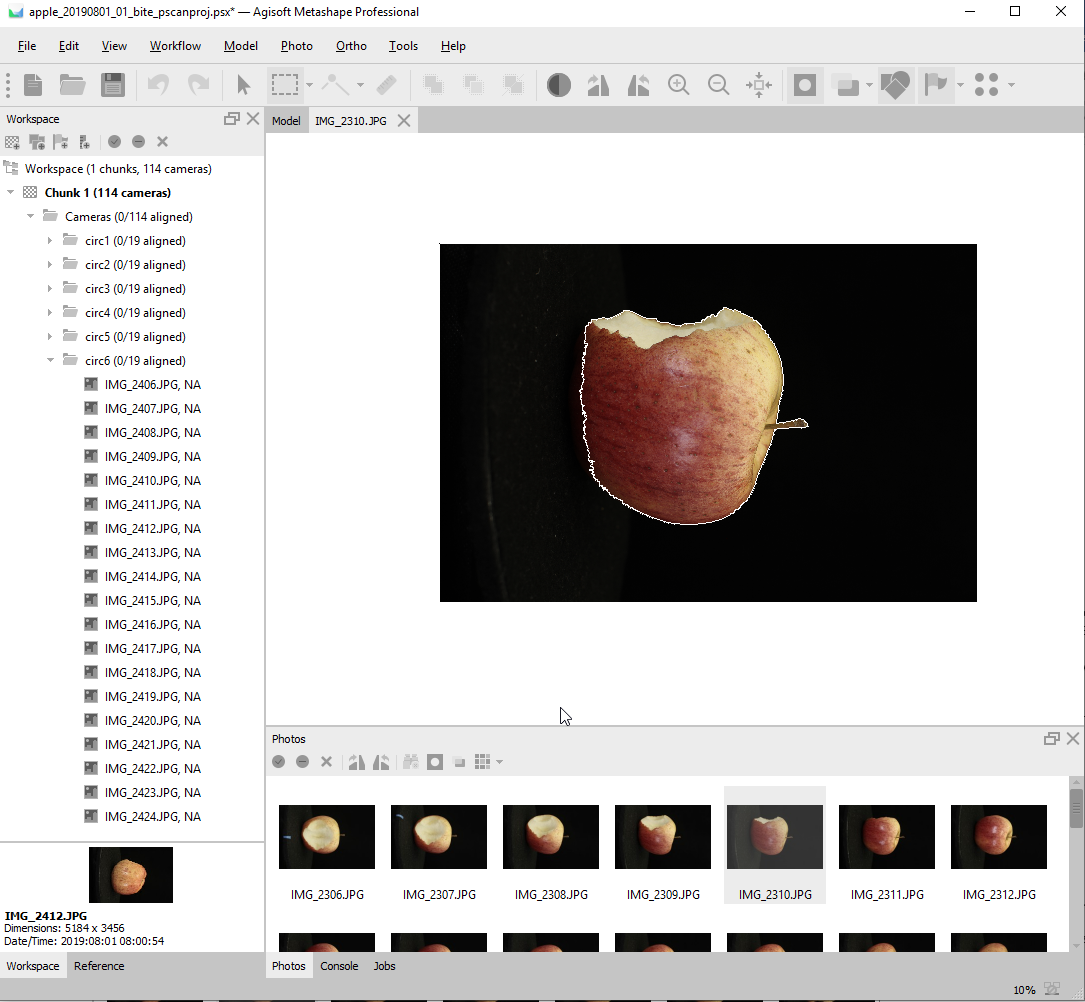 apple_20190801_01_bite_pscanproj.psx* — Agisoft Metashape Professional
File Edit View Workflow Model Photo Ortho Tools Help
Workspace
Model IMG_2310.JPG
Workspace (1 chunks, 114 cameras)
Chunk 1 (114 cameras)
Cameras (0/114 aligned)
circ1 (0/19 aligned)
circ2 (0/19 aligned)
circ3 (0/19 aligned)
circ4 (0/19 aligned)
circ5 (0/19 aligned)
circ6 (0/19 aligned)
IMG_2406.JPG, NA
IMG_2407.JPG, NA
IMG_2408.JPG, NA
IMG_2409.JPG, NA
IMG_2410.JPG, NA
IMG_2411.JPG, NA
IMG_2412.JPG, NA
IMG_2413.JPG, NA
IMG_2414.JPG, NA
IMG_2415.JPG, NA
IMG_2416.JPG, NA
IMG_2417.JPG, NA
IMG_2418.JPG, NA
IMG_2419.JPG, NA
IMG_2420.JPG, NA
IMG_2421.JPG, NA
IMG_2422.JPG, NA
IMG_2423.JPG, NA
IMG_2424.JPG, NA
IMG_2412.JPG
Dimensions: 5184 x 3456
Date/Time: 2019:08:01 08:00:54
Workspace Reference
Photos
IMG_2306.JPG IMG_2307.JPG IMG_2308.JPG IMG_2309.JPG IMG_2310.JPG IMG_2311.JPG IMG_2312.JPG
Photos Console Jobs
10%